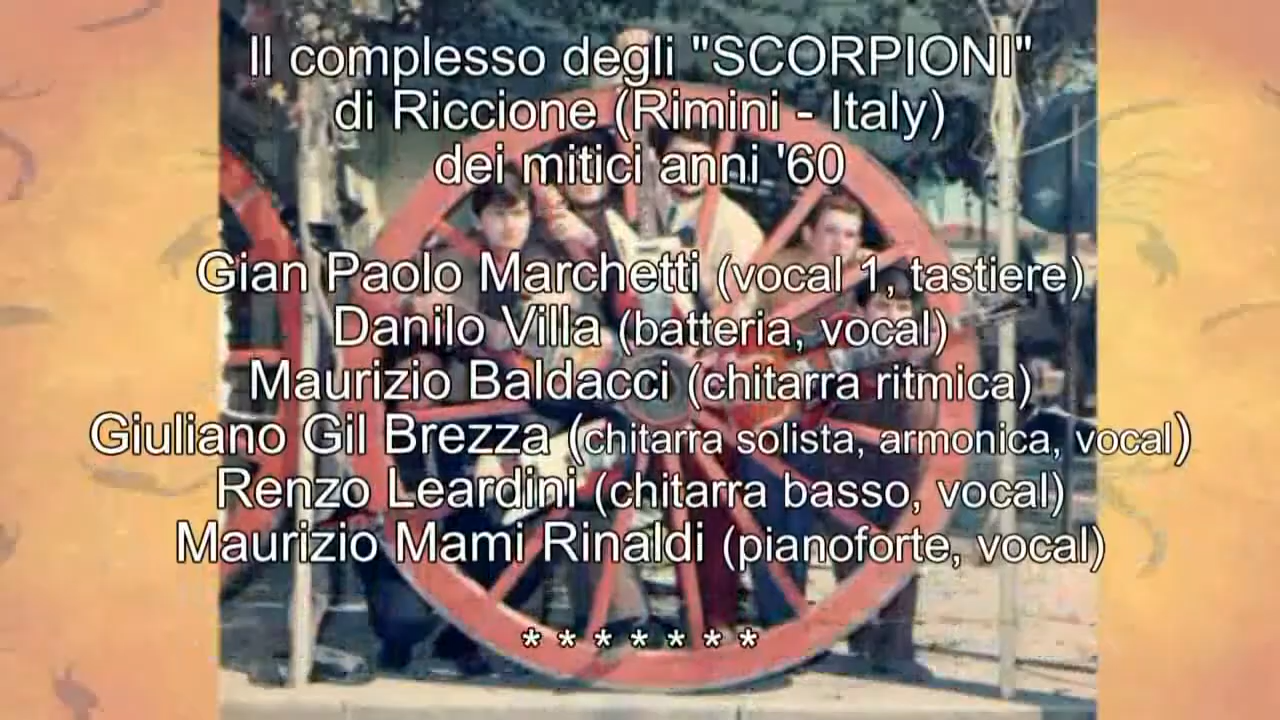 Il complesso degli "SCORPIONI"
di Riccione (Rimini - Italy)
dei mitici anni '60
Gian Paolo Marchetti (vocal 1, tastiere)
Danilo Villa (batteria, vocal)
Maurizio Baldacci (chitarra ritmica)
Giuliano Gil Brezza (chitarra solista, armonica, vocal)
Renzo Leardini (chitarra basso, vocal)
Maurizio Mami Rinaldi (pianoforte, vocal)
* * * * * * *